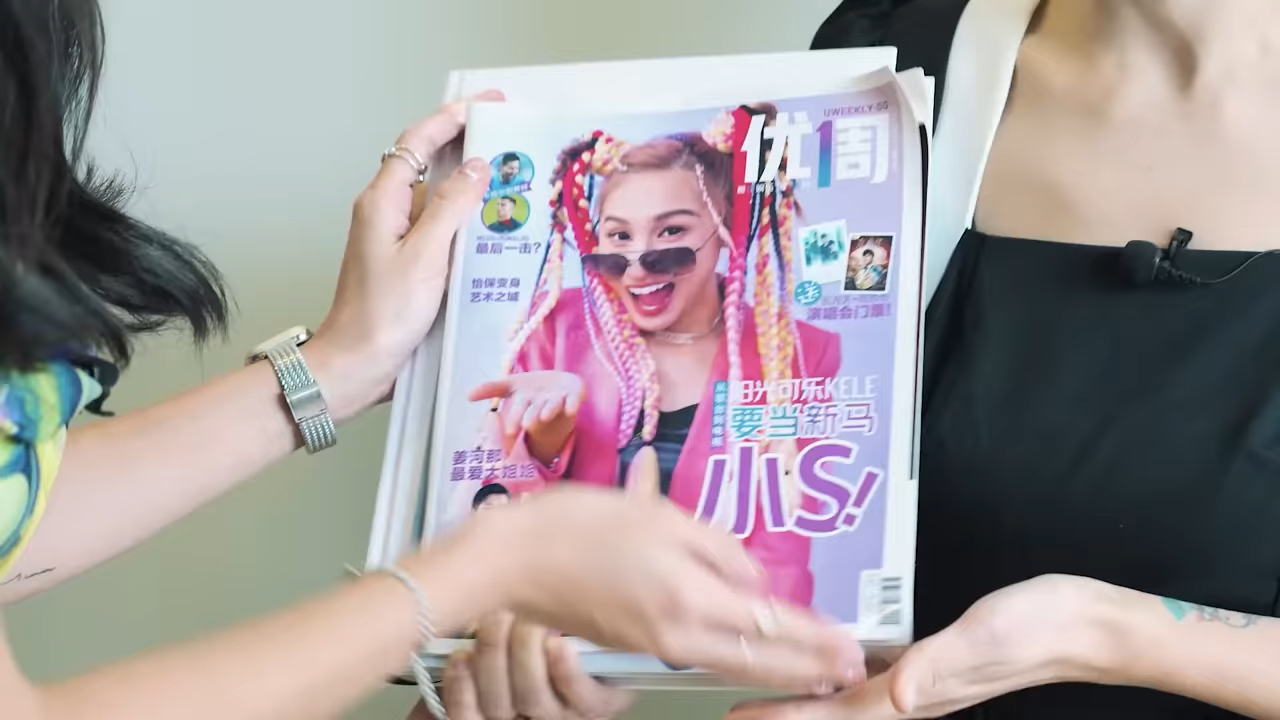 UWEEKLY·SG
优1周
最后一击?
恰保变身
艺术之城
送
演唱会门票!
阳光可乐KELE
要当新马
小S!
姜河那
最爱大姐姐